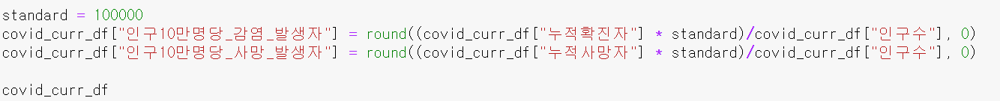 standard = 100000
covid_curr_df["인구10만명당_감염_발생자"] = round((covid_curr_df["누적확진자"] * standard)/covid_curr_df["인구수"], 0)
covid_curr_df["인구10만명당_사망_발생자"] = round((covid_curr_df["누적사망자"] * standard)/covid_curr_df["인구수"], 0)
covid_curr_df